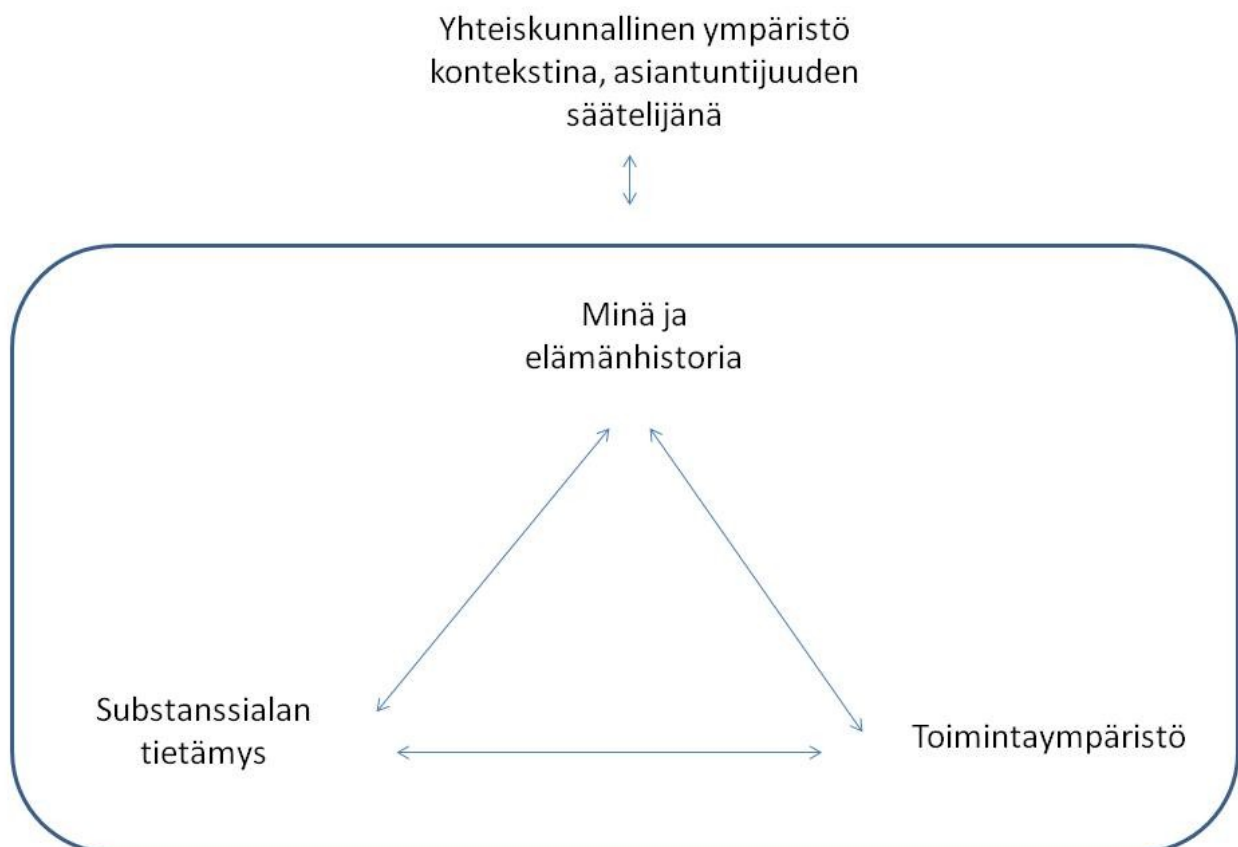 Yhteiskunnallinen ympäristö
kontekstina, asiantuntijuuden
säätelijänä
Minä ja
elämänhistoria
Substanssialan
tietämys
Toimintaympäristö